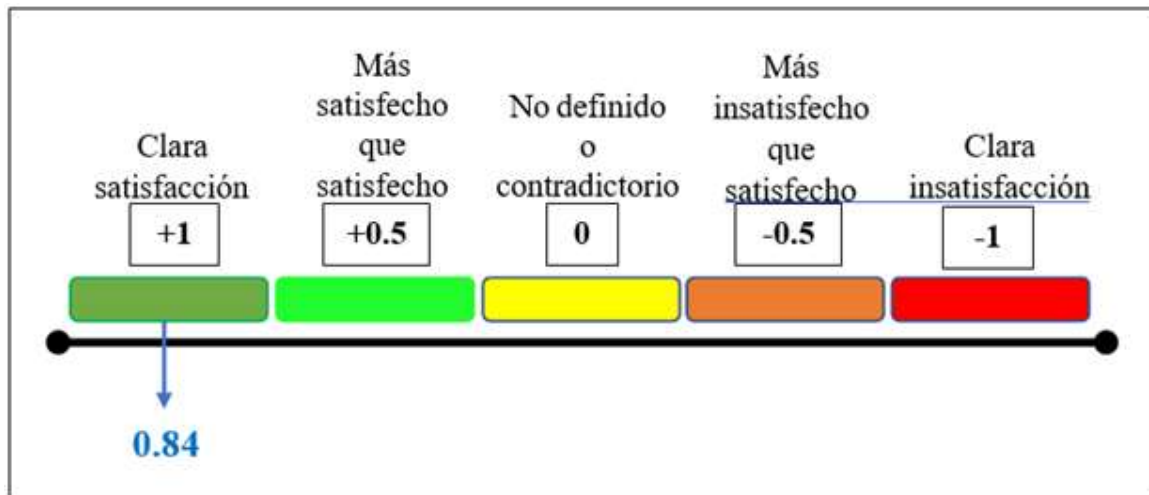 Clara
satisfacción
+1
Más
satisfecho
que
satisfecho
+0.5
No definido
o
contradictorio
0
Más
insatisfecho
que
satisfecho
-0.5
Clara
insatisfacción
-1
0.84